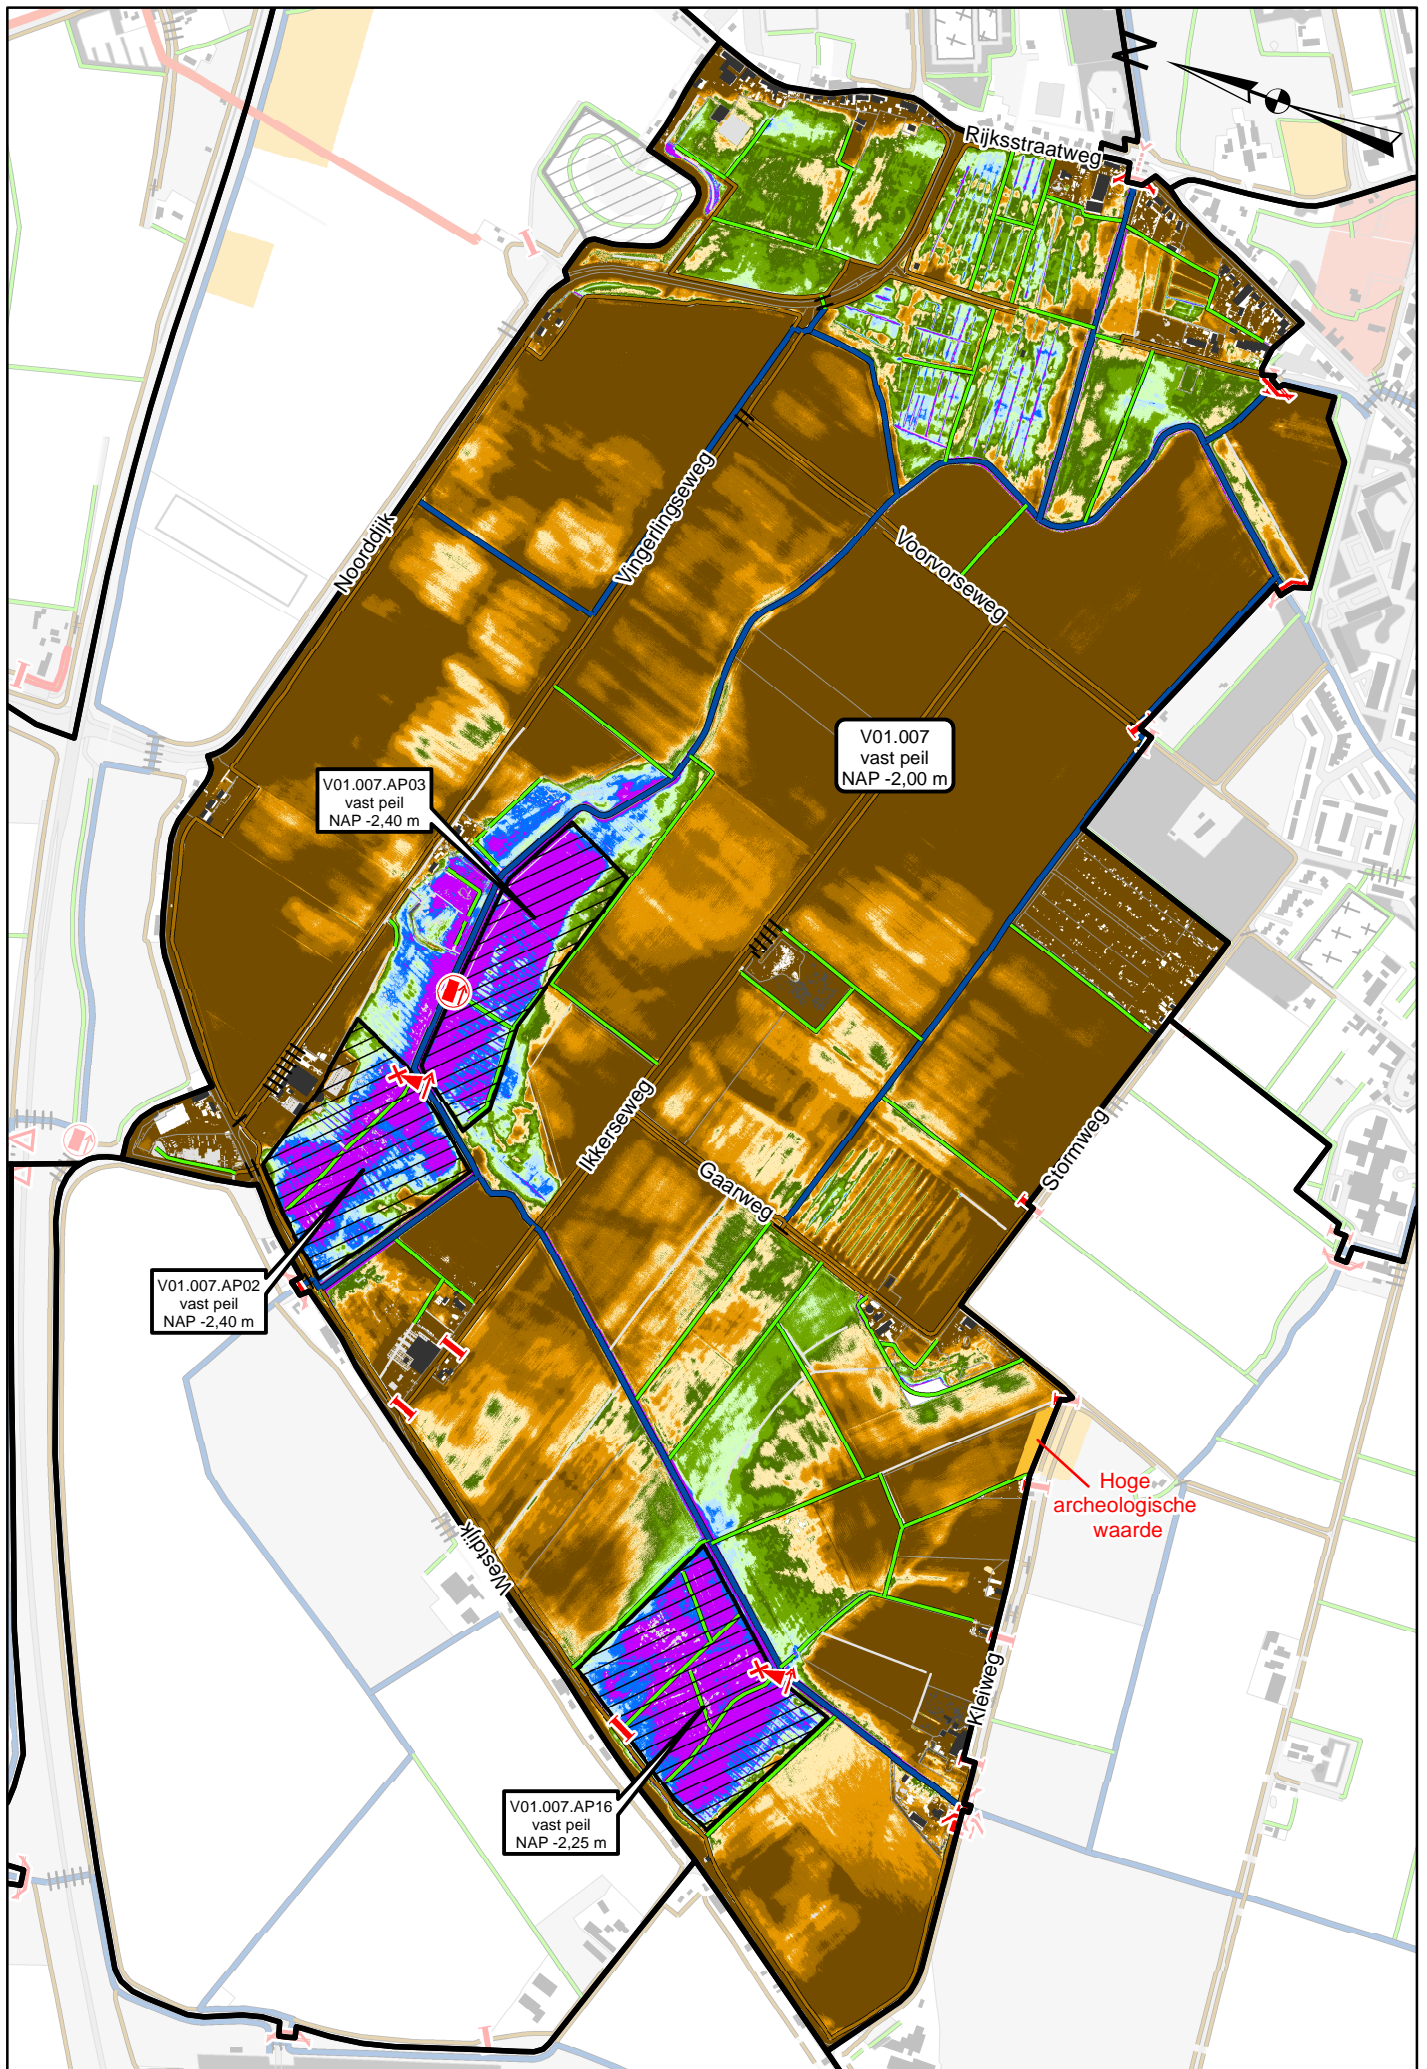 N
Rijksstraatweg
Noorddijk
Vingerlingseweg
Voorvorseweg
V01.007
vast peil
NAP -2,00 m
V01.007.AP03
vast peil
NAP -2,40 m
Ikkerseweg
Gaarweg
Stormweg
V01.007.AP02
vast peil
NAP -2,40 m
Hoge
archeologische
waarde
Westdijk
Kleiweg
V01.007.AP16
vast peil
NAP -2,25 m